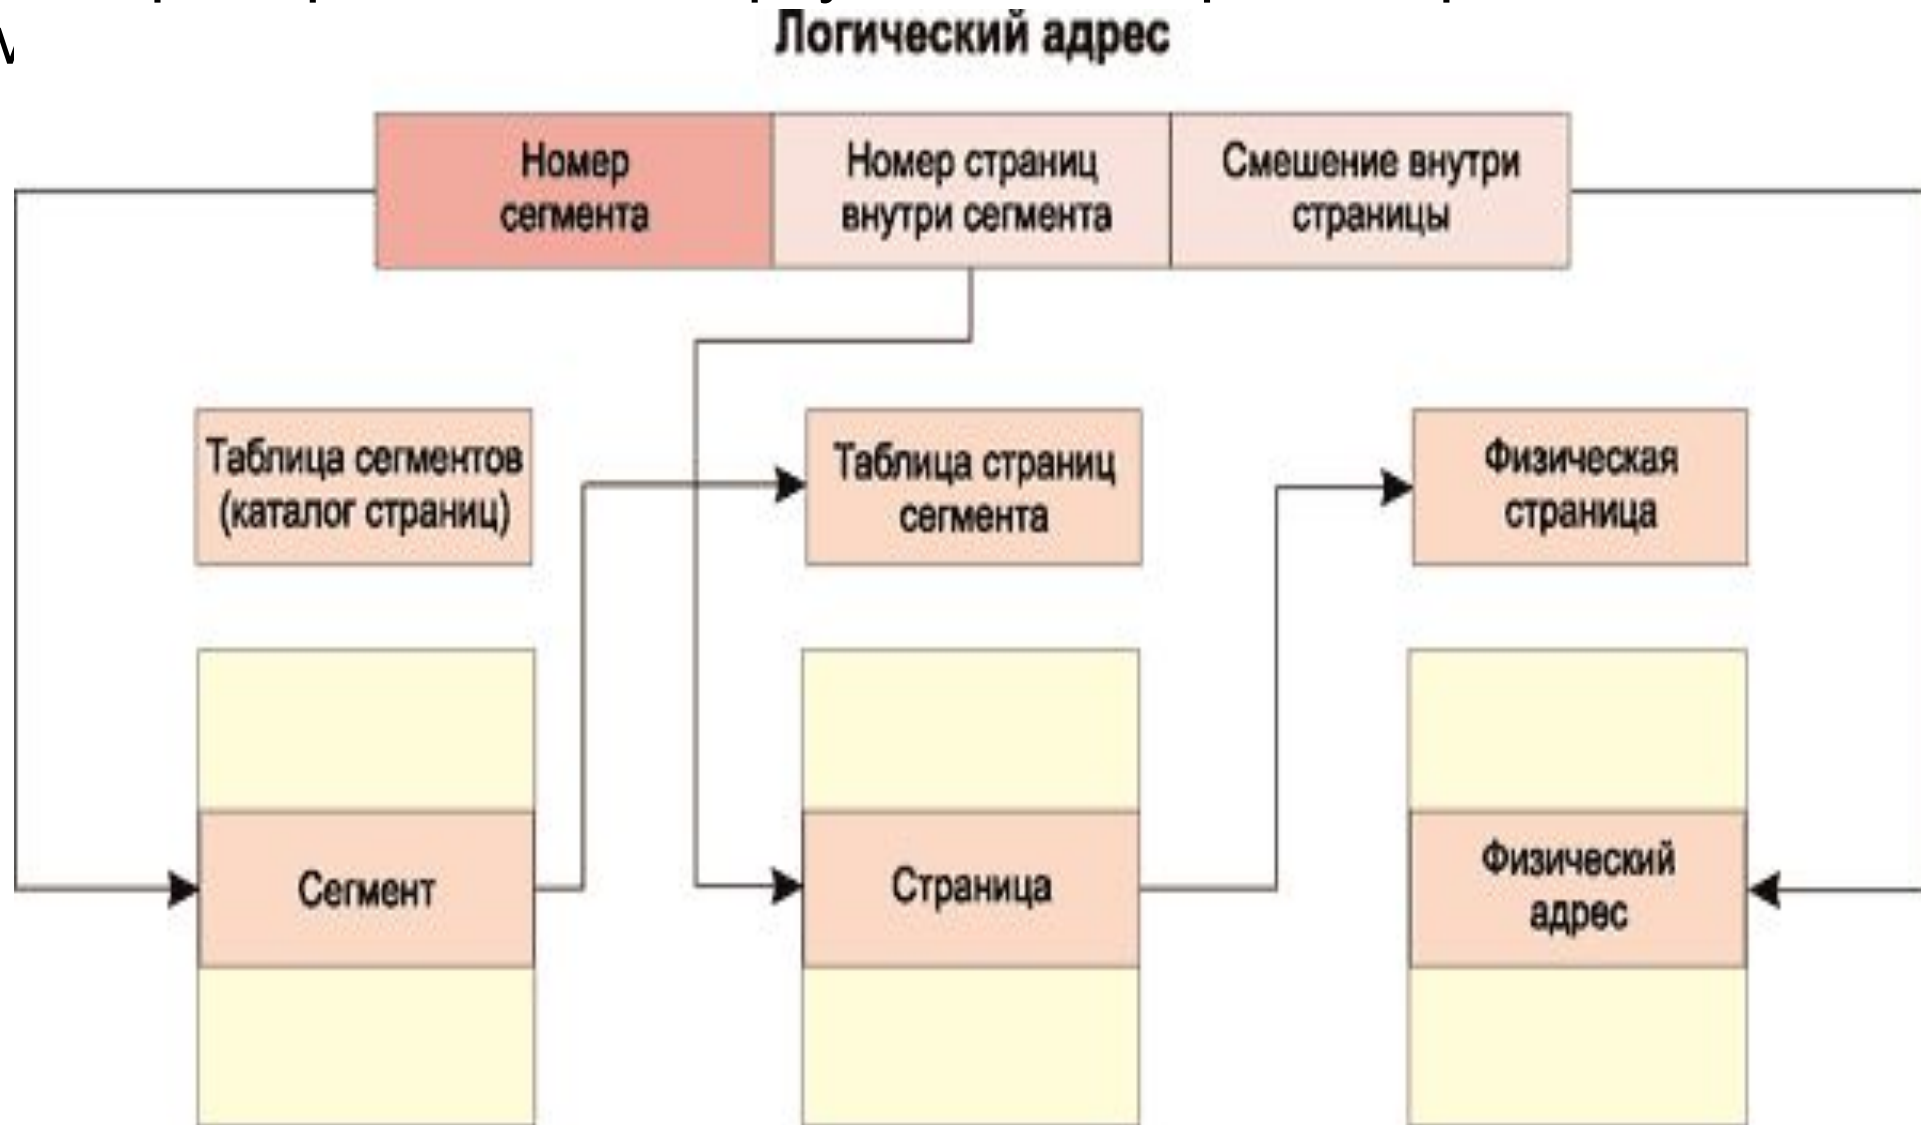 Логический адрес
Номер
сегмента
Номер страниц
внутри сегмента
Смешение внутри
страницы
Таблица сегментов
(каталог страниц)
Таблица страниц
сегмента
Физическая
страница
Сегмент
Страница
Физический
адрес